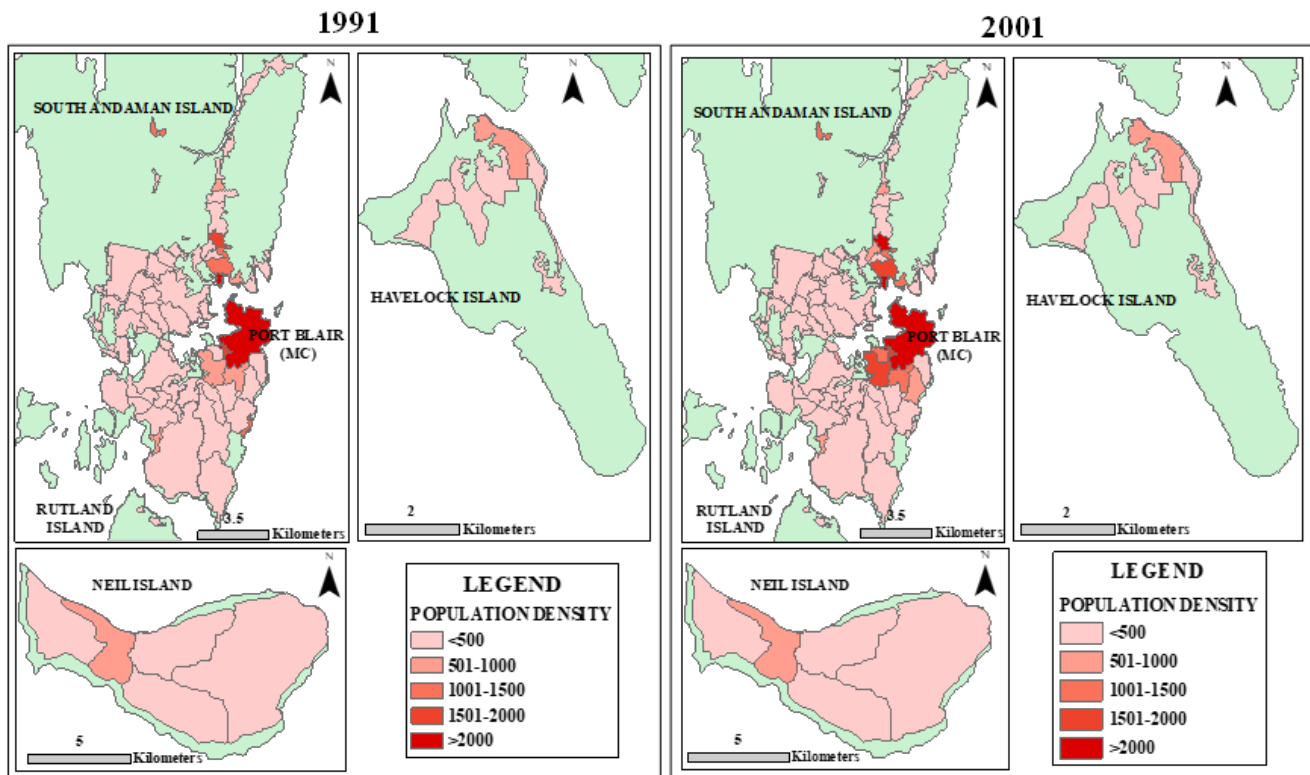 1991
N
SOUTH ANDAMAN ISLAND
PORT BLAIR
(MC)
RUTLAND
ISLAND
3.5
Kilometers
N
HAVELOCK ISLAND
2
Kilometers
NEIL ISLAND
N
5
Kilometers
LEGEND
POPULATION DENSITY
<500
501-1000
1001-1500
1501-2000
>2000
2001
N
SOUTH ANDAMAN ISLAND
PORT BLAIR
(MC)
RUTLAND
ISLAND
3.5
Kilometers
N
HAVELOCK ISLAND
2
Kilometers
NEIL ISLAND
N
5
Kilometers
LEGEND
POPULATION DENSITY
<500
501-1000
1001-1500
1501-2000
>2000